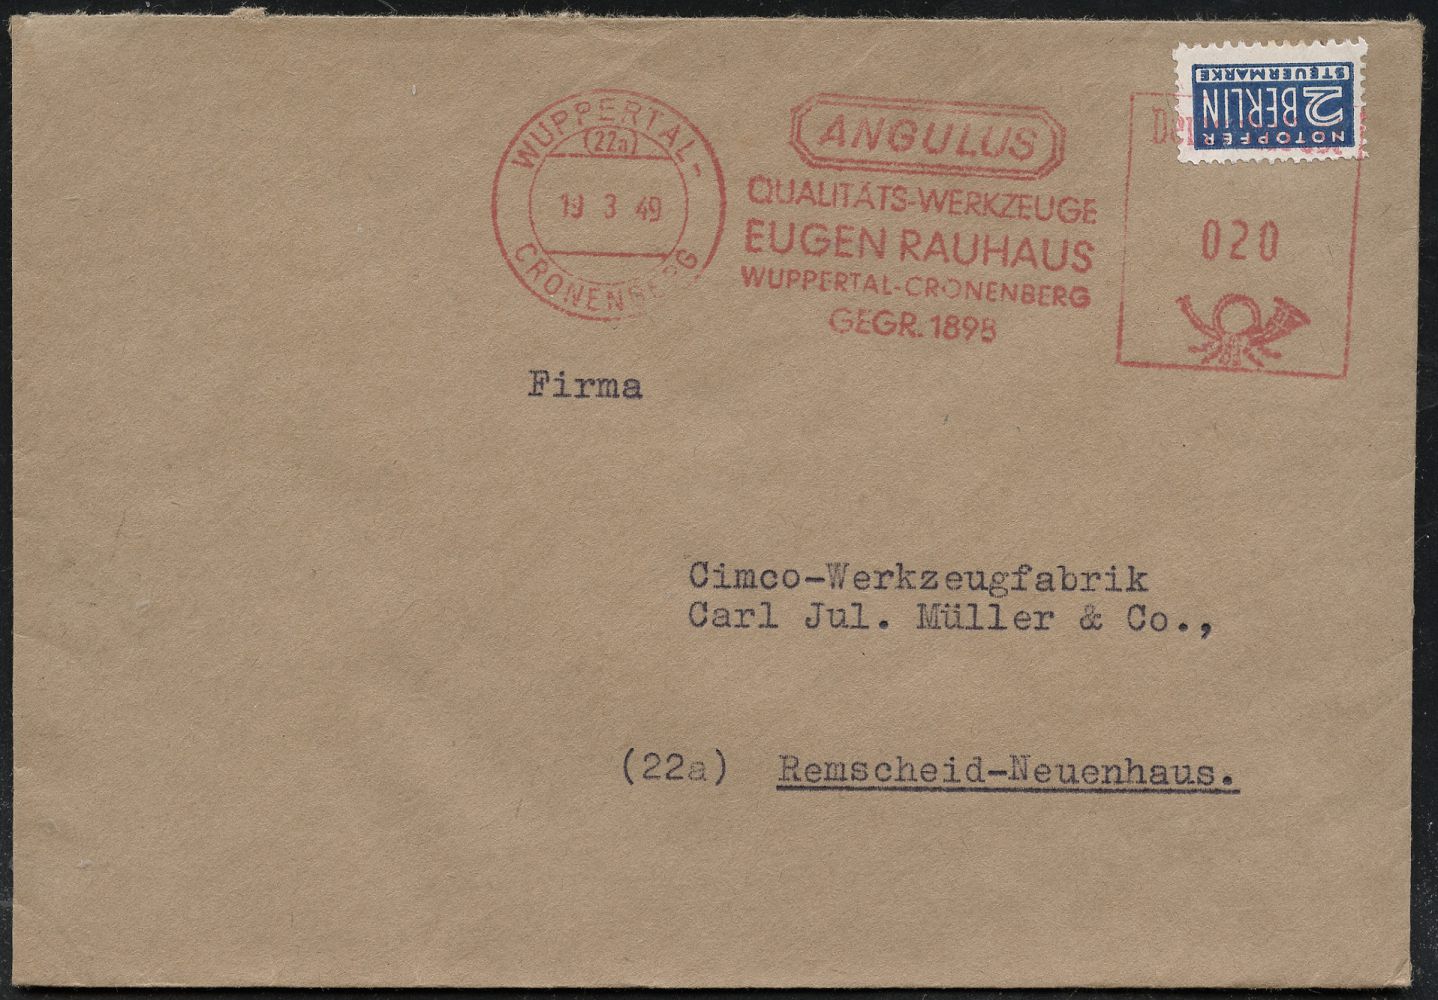 WUPPERTAL-
(22a)
19 3 49
CRONENBERG
ANGULUS
QUALITÄTS-WERKZEUGE
EUGEN RAUHAUS
WUPPERTAL-CRONENBERG
GEGR. 1898
020
NOTOPFER
2 BERLIN
STEUERMARKE
Firma
Cimco-Werkzeugfabrik
Carl Jul. Müller & Co.,
(22a) Remscheid-Neuenhaus.